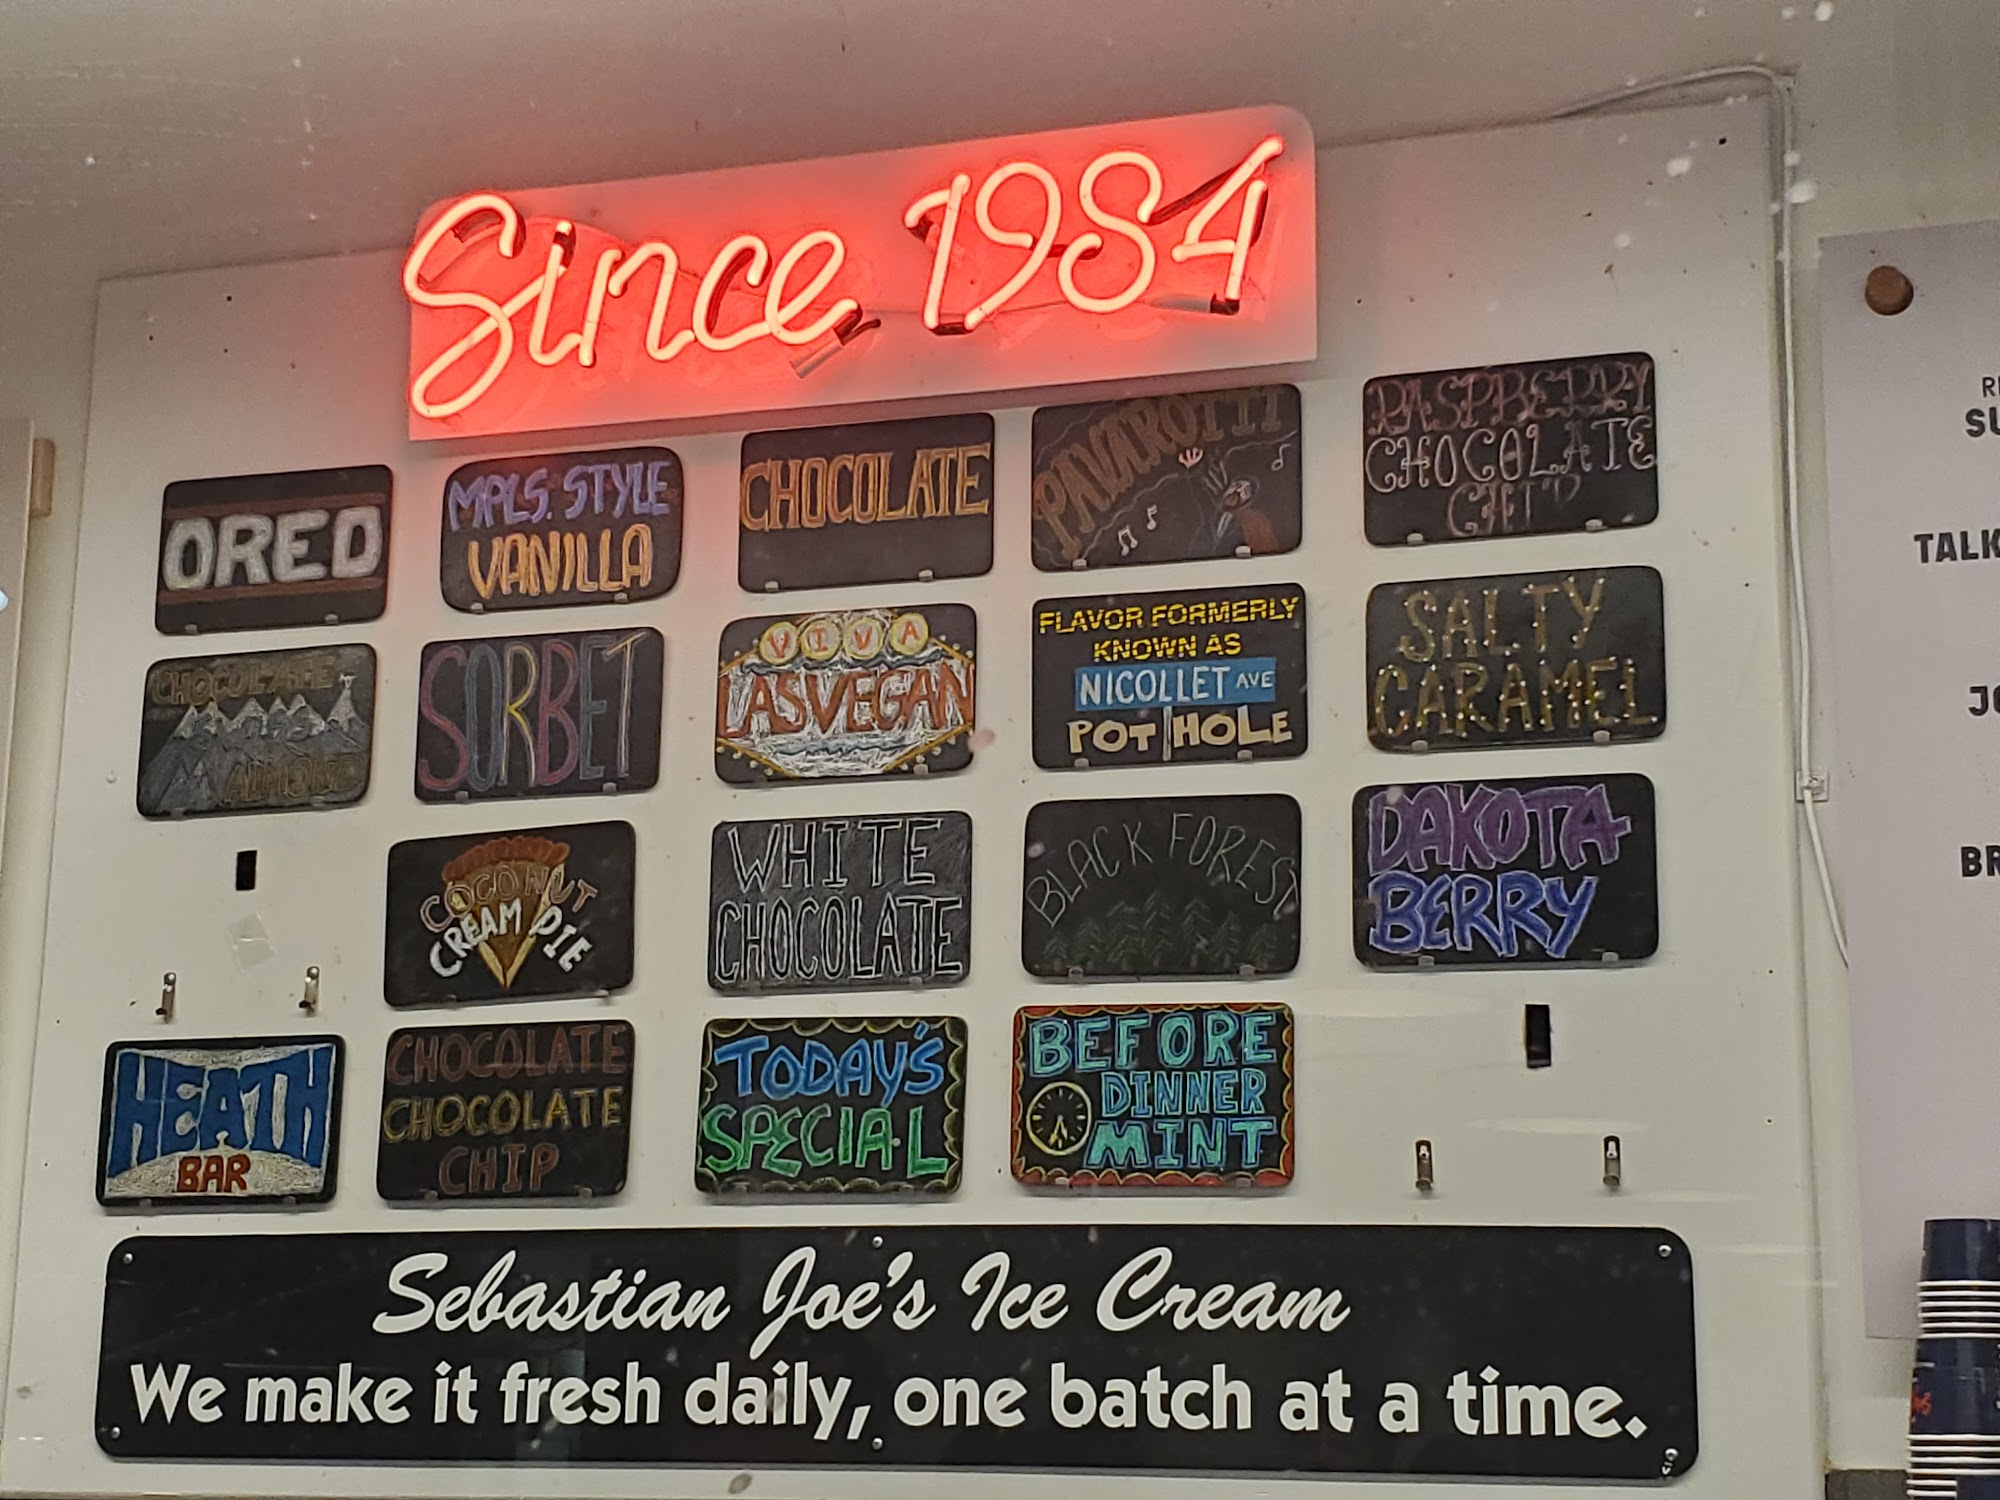 Since 1984
OREO
MPLS. STYLE
VANILLA
CHOCOLATE
PAVAROTTI
RASPBERRY
CHOCOLATE
CHIP
CHOCOLATE
ALMOND
SORBET
VIVA
LAS VEGAN
FLAVOR FORMERLY
KNOWN AS
NICOLLET AVE
POT HOLE
SALTY
CARAMEL
COCONUT
CREAM PIE
WHITE
CHOCOLATE
BLACK FOREST
DAKOTA
BERRY
HEATH
BAR
CHOCOLATE
CHOCOLATE
CHIP
TODAY'S
SPECIAL
BEFORE
DINNER
MINT
Sebastian Joe's Ice Cream
We make it fresh daily, one batch at a time.
TALK